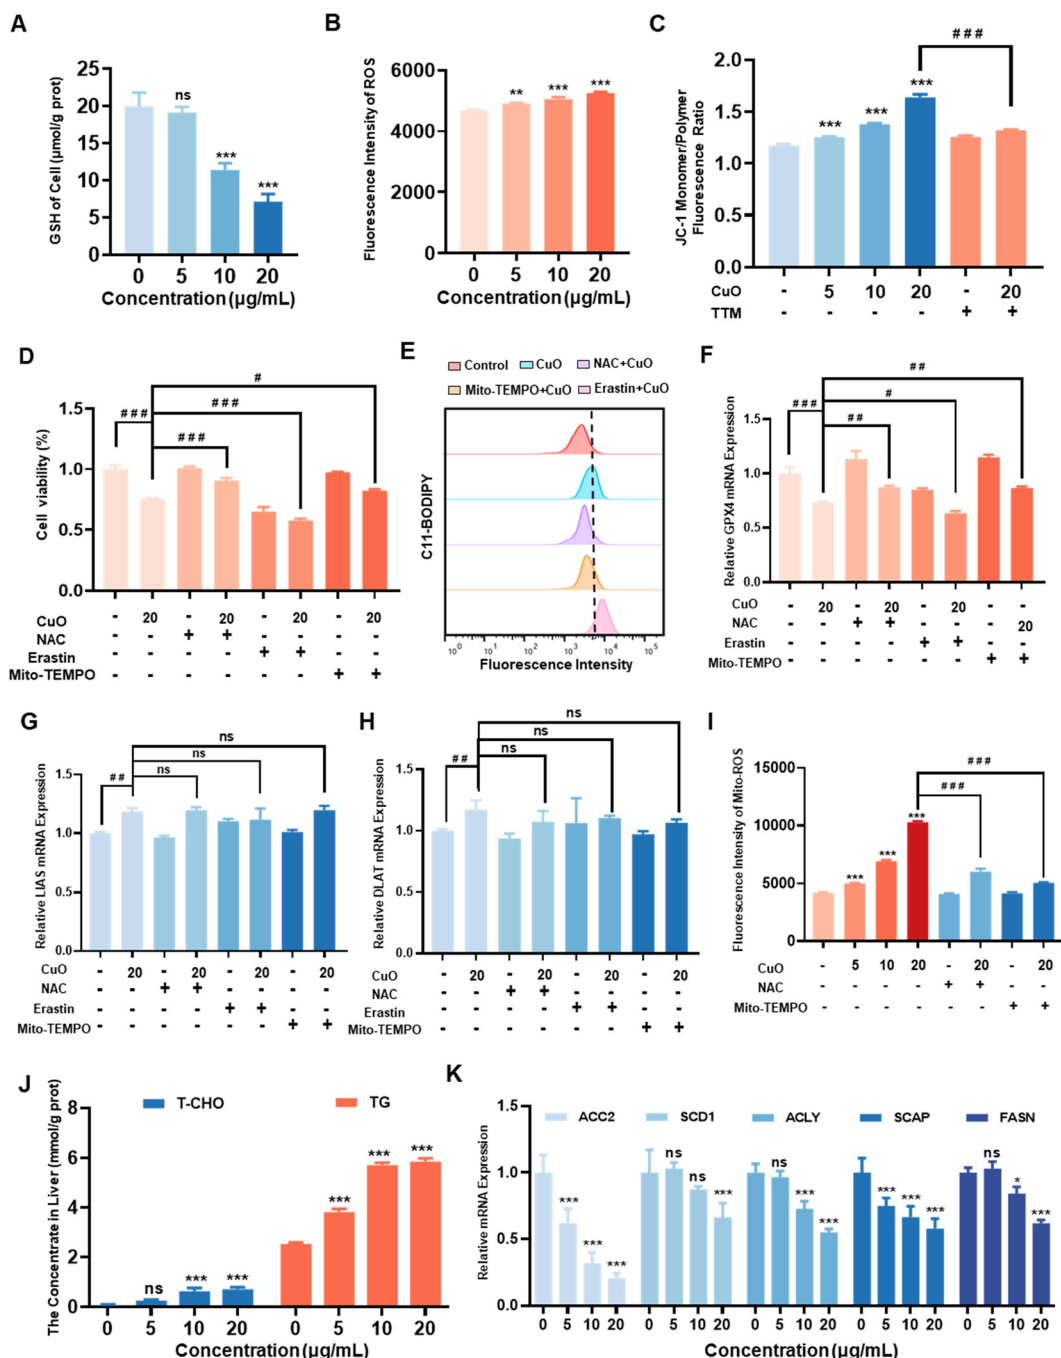 A
GSH of Cell (μmol/g prot)
25
20
15
10
5
0
ns
***
***
0 5 10 20
Concentration (μg/mL)
B
Fluorescence Intensity of ROS
6000
4000
2000
0
** *** ***
0 5 10 20
Concentration (μg/mL)
C
JC-1 Monomer/Polymer
Fluorescence Ratio
2.0
1.5
1.0
0.5
0.0
***
***
***
###
CuO - 5 10 20 - 20
TTM - - - - + +
D
Cell viability (%)
1.5
1.0
0.5
0.0
###
###
###
#
CuO - 20 - 20 - 20 - 20
NAC - - + + - - - -
Erastin - - - - + + - -
Mito-TEMPO - - - - - - + +
E
Control CuO NAC+CuO
Mito-TEMPO+CuO Erastin+CuO
C11-BODIPY
10⁰ 10¹ 10² 10³ 10⁴ 10⁵
Fluorescence Intensity
F
Relative GPX4 mRNA Expression
1.5
1.0
0.5
0.0
###
##
#
##
CuO - 20 - 20 - 20 - -
NAC - - + + - - - 20
Erastin - - - - + + - -
Mito-TEMPO - - - - - - + +
G
Relative LIAS mRNA Expression
1.5
1.0
0.5
0.0
##
ns
ns
ns
CuO - 20 - 20 - 20 - 20
NAC - - + + - - - -
Erastin - - - - + + - -
Mito-TEMPO - - - - - - + +
H
Relative DLAT mRNA Expression
1.5
1.0
0.5
0.0
##
ns
ns
ns
CuO - 20 - 20 - 20 - 20
NAC - - + + - - - -
Erastin - - - - + + - -
Mito-TEMPO - - - - - - + +
I
Fluorescence Intensity of Mito-ROS
15000
10000
5000
0
***
***
***
###
###
CuO - 5 10 20 - 20 - 20
NAC - - - - + + - -
Mito-TEMPO - - - - - - + +
J
The Concentrate in Liver (mmol/g prot)
8
6
4
2
0
T-CHO TG
ns *** ***
*** *** ***
0 5 10 20 0 5 10 20
Concentration (μg/mL)
K
Relative mRNA Expression
1.5
1.0
0.5
0.0
ACC2 SCD1 ACLY SCAP FASN
*** *** ***
ns ns ***
ns *** ***
*** *** ***
ns * ***
0 5 10 20 0 5 10 20 0 5 10 20 0 5 10 20 0 5 10 20
Concentration (μg/mL)